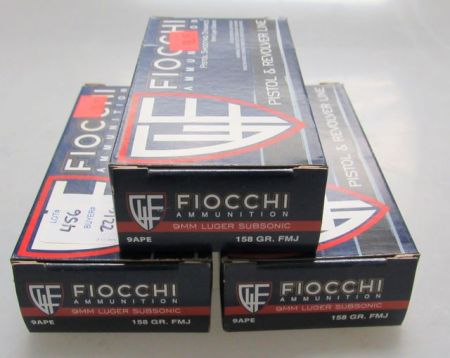 FIOCCHI
AMMUNITION
PISTOL & REVOLVER LINE
FIOCCHI
AMMUNITION
9MM LUGER SUBSONIC
9APE 158 GR. FMJ
FIOCCHI
AMMUNITION
LOT#
456
BUYER#
FIOCCHI
AMMUNITION
9MM LUGER SUBSONIC
9APE 158 GR. FMJ
PISTOL & REVOLVER LINE
FIOCCHI
AMMUNITION
9MM LUGER SUBSONIC
9APE 158 GR. FMJ